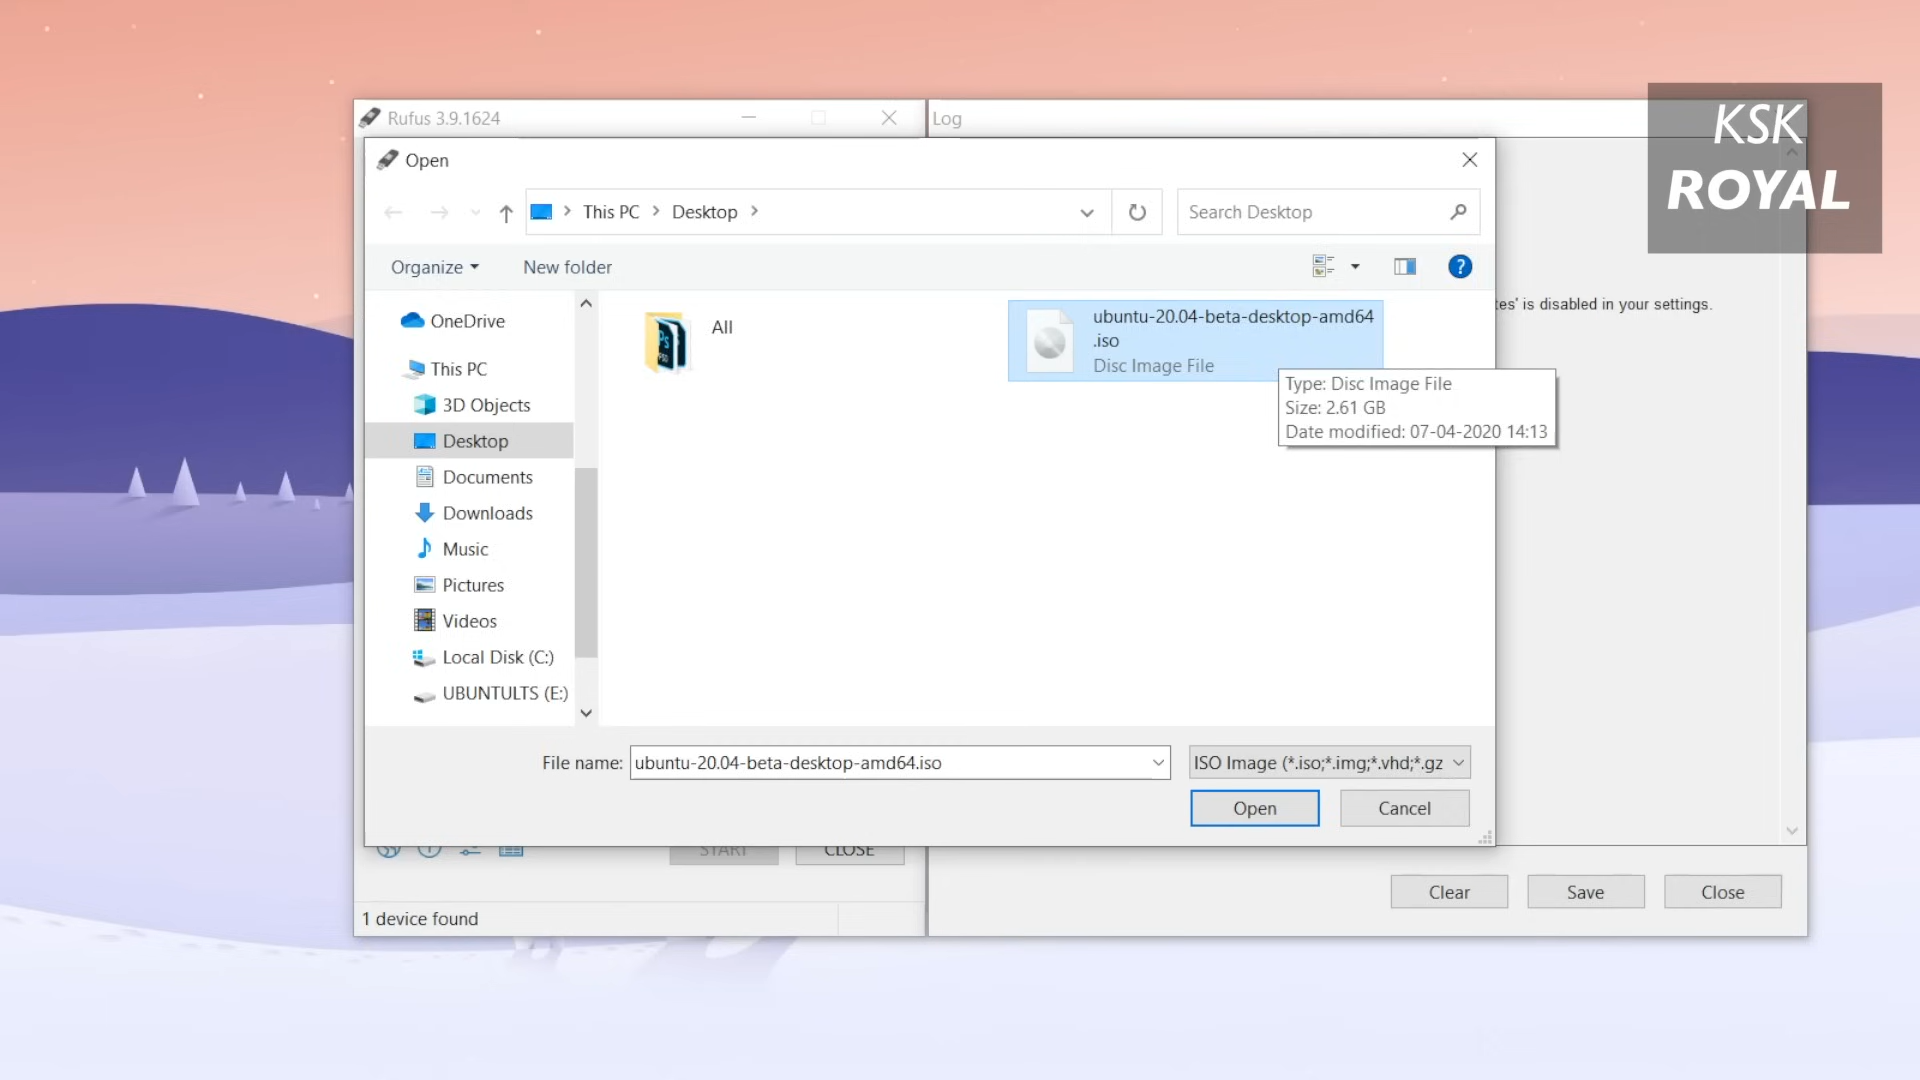 Rufus 3.9.1624
Log
KSK
ROYAL
Open
This PC
Desktop
Search Desktop
Organize
New folder
OneDrive
This PC
3D Objects
Desktop
Documents
Downloads
Music
Pictures
Videos
Local Disk (C:)
UBUNTULTS (E:)
All
PS
ubuntu-20.04-beta-desktop-amd64
.iso
Disc Image File
Type: Disc Image File
Size: 2.61 GB
Date modified: 07-04-2020 14:13
tes' is disabled in your settings.
File name:
ubuntu-20.04-beta-desktop-amd64.iso
ISO Image (*.iso;*.img;*.vhd;*.gz
Open
Cancel
START
CLOSE
Clear
Save
Close
1 device found